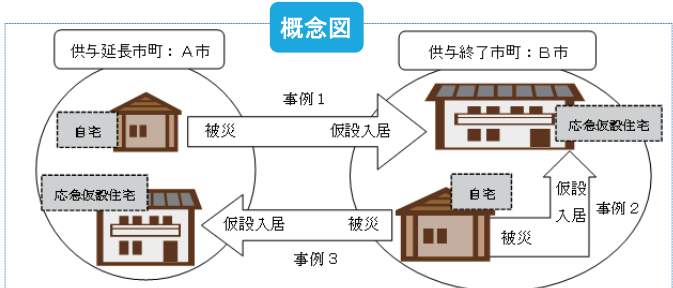 概念図
供与延長市町：A市
供与終了市町：B市
事例1
自宅
被災
仮設入居
応急仮設住宅
応急仮設住宅
仮設入居
被災
自宅
仮設
入居
事例2
被災
事例3